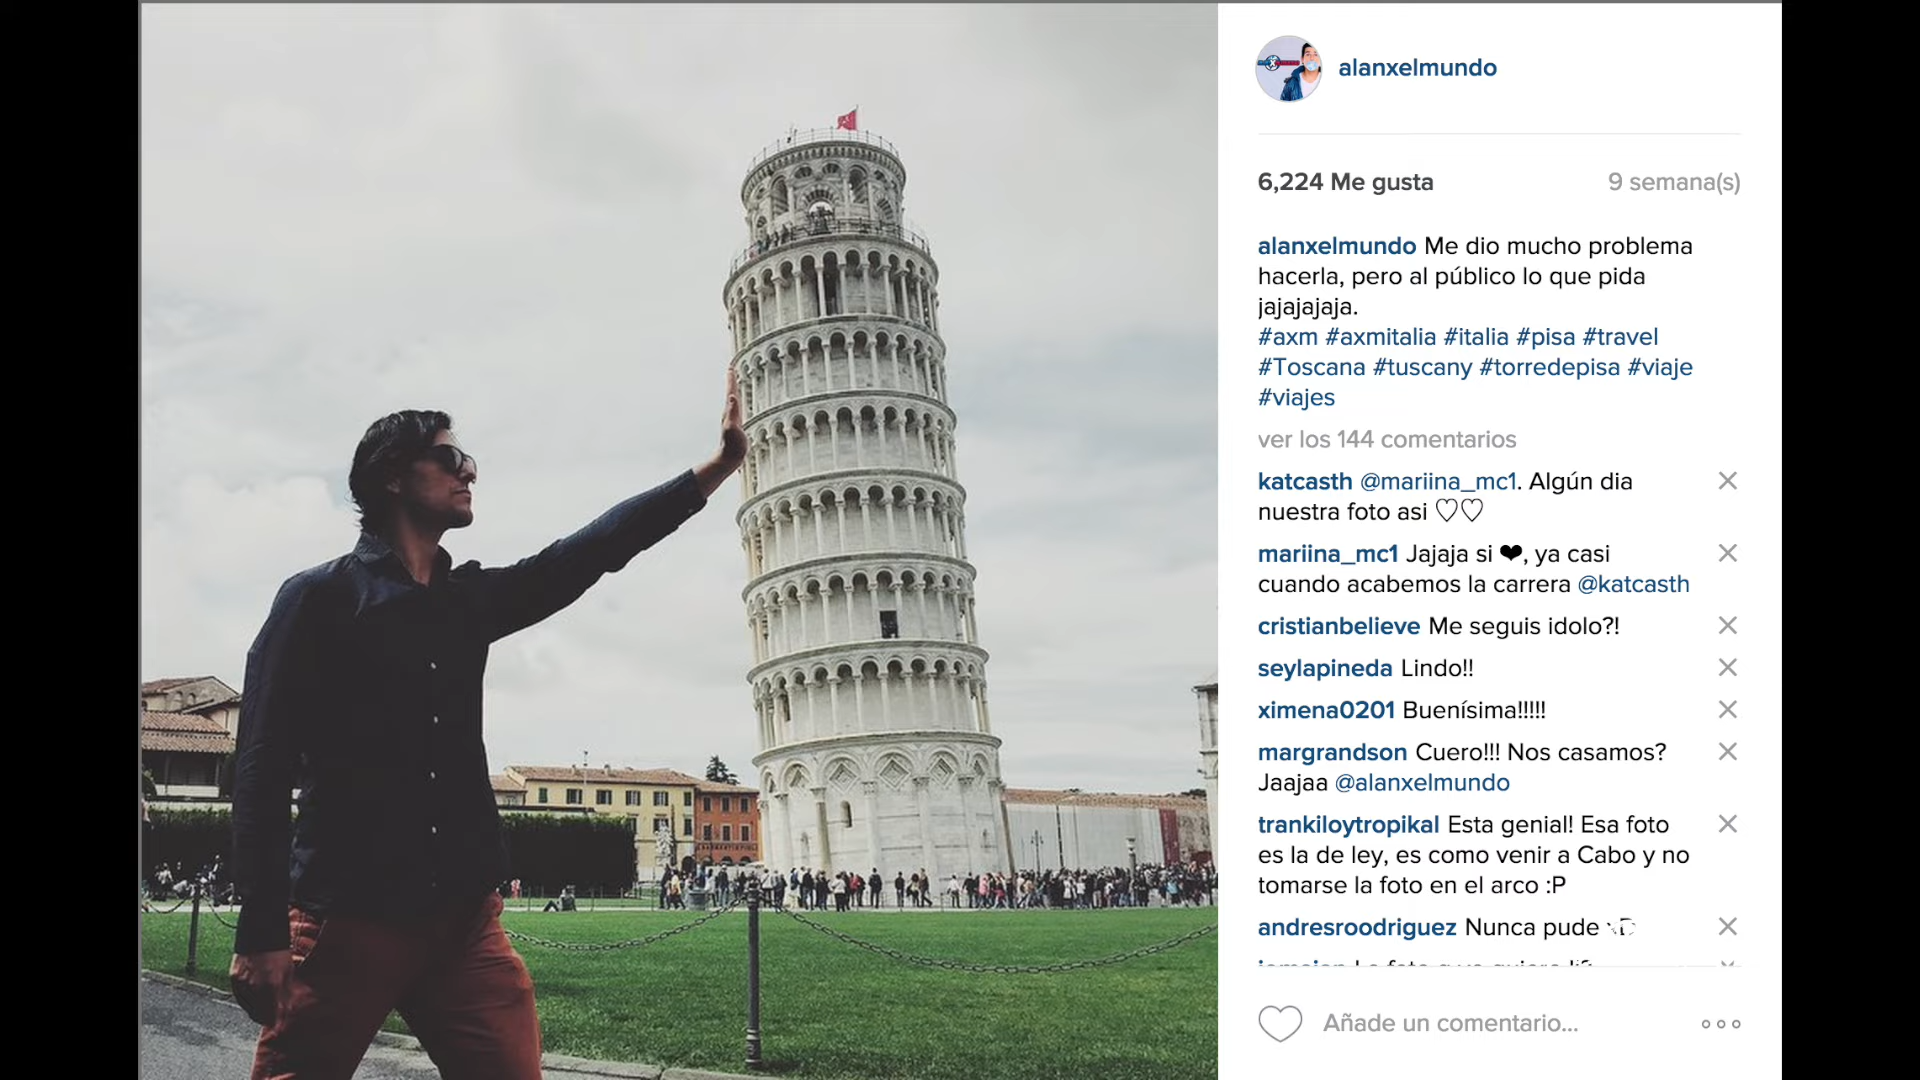 alanxelmundo
6,224 Me gusta
9 semana(s)
alanxelmundo Me dio mucho problema
hacerla, pero al público lo que pida
jajajajaja.
#axm #axmitalia #italia #pisa #travel
#Toscana #tuscany #torredepisa #viaje
#viajes
ver los 144 comentarios
katcasth @mariina_mc1. Algún dia
nuestra foto asi ♡♡
mariina_mc1 Jajaja si ❤, ya casi
cuando acabemos la carrera @katcasth
cristianbelieve Me seguis idolo?!
seylapineda Lindo!!
ximena0201 Buenísima!!!!!
margrandson Cuero!!! Nos casamos?
Jaajaa @alanxelmundo
trankiloytropikal Esta genial! Esa foto
es la de ley, es como venir a Cabo y no
tomarse la foto en el arco :P
andresroodriguez Nunca pude
Añade un comentario...